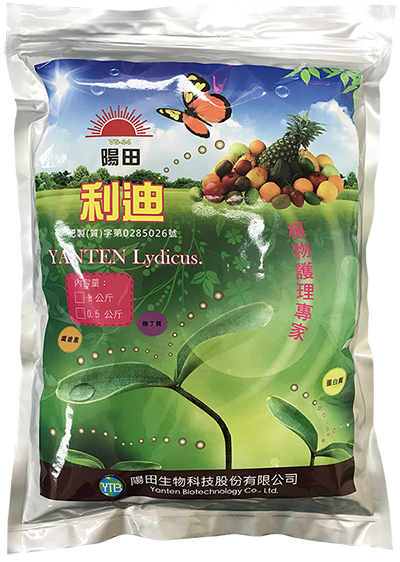 YS-34
陽田
利迪
肥製(質)字第0285026號
YANTEN Lydicus.
植物護理專家
內容量：
1公斤
0.5公斤
幾丁質
纖維素
蛋白質
YTB
陽田生物科技股份有限公司
Yanten Biotechnology Co., Ltd.